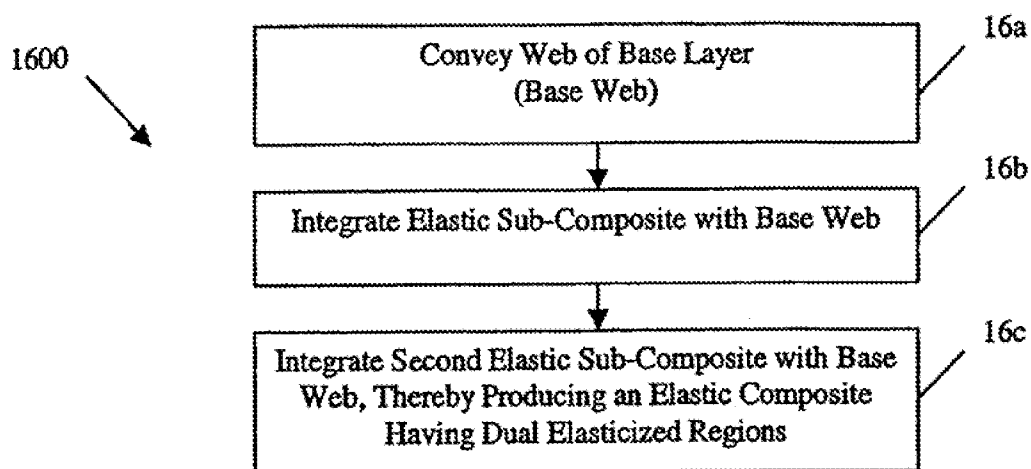 1600
16a
Convey Web of Base Layer
(Base Web)
16b
Integrate Elastic Sub-Composite with Base Web
16c
Integrate Second Elastic Sub-Composite with Base
Web, Thereby Producing an Elastic Composite
Having Dual Elasticized Regions